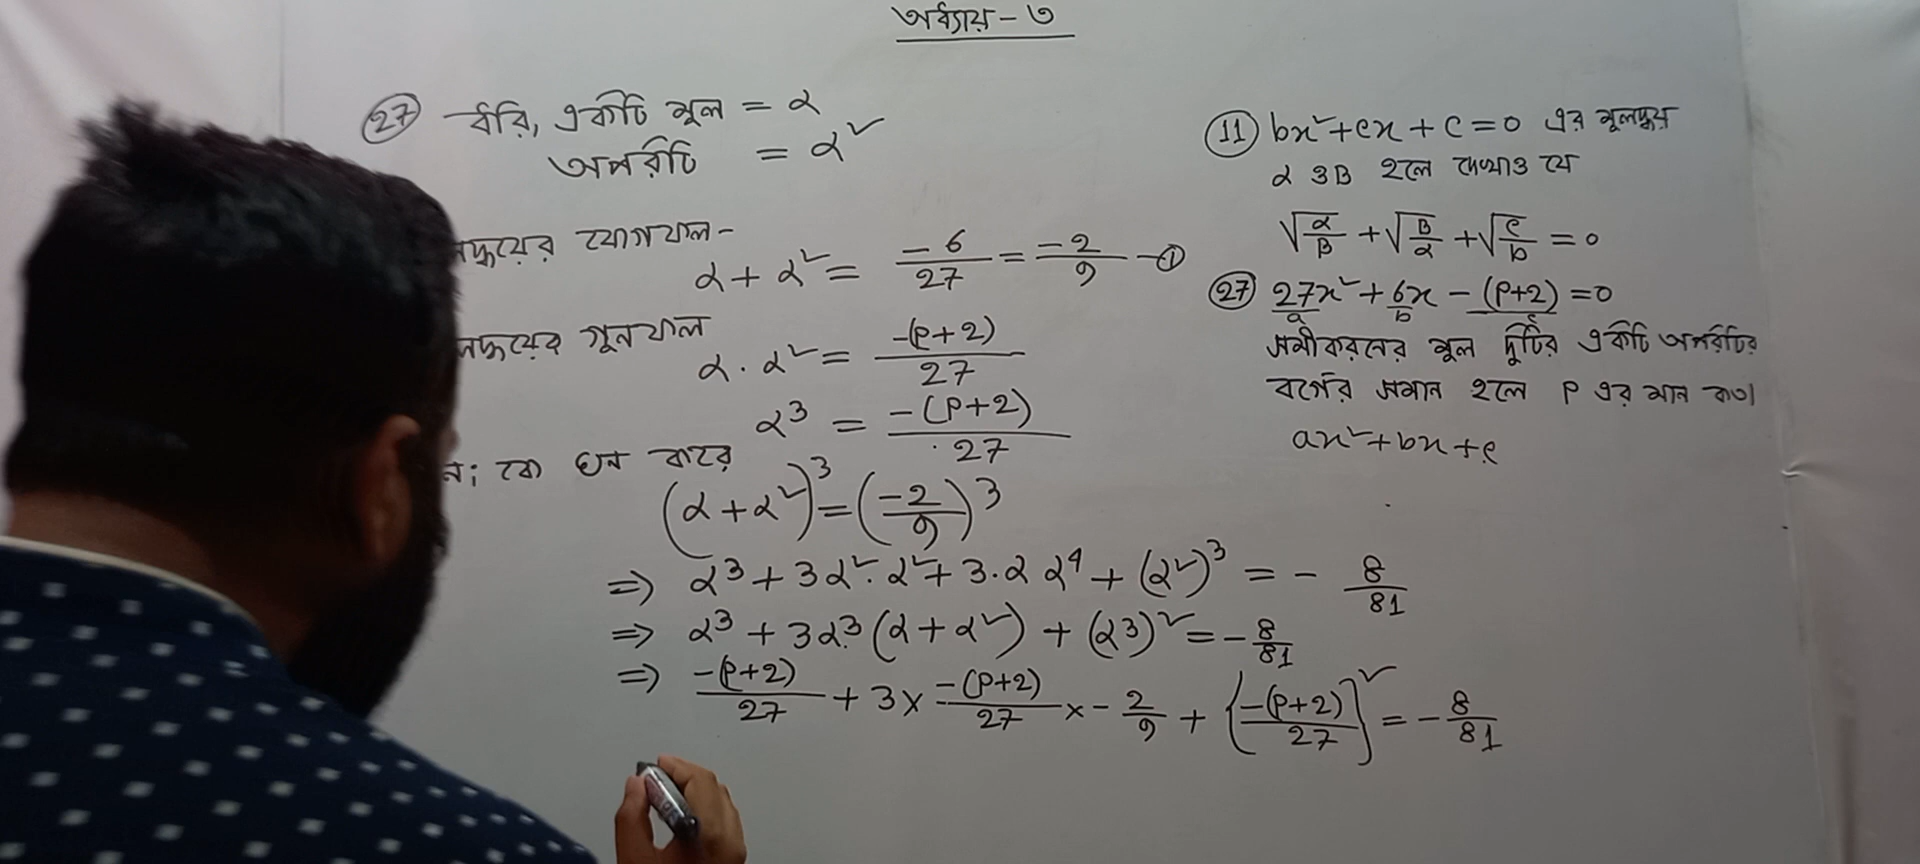 অধ্যায় - ৩
(27) ধরি, একটি মূল = α
অপরটি = α²
দ্বয়ের যোগফল -
α + α² = -6/27 = -2/9 -①
দ্বয়ের গুনফল
α . α² = -(P+2)/27
α³ = -(P+2)/27
ন; কে ঘন করে
(α + α²)³ = (-2/9)³
⇒ α³ + 3α² . α² + 3 . α α⁴ + (α²)³ = - 8/81
⇒ α³ + 3α³ (α + α²) + (α³)² = - 8/81
⇒ -(P+2)/27 + 3 × -(P+2)/27 × - 2/9 + {-(P+2)/27}² = - 8/81
(11) bx² + cx + c = 0 এর মূলদ্বয়
α ও B হলে দেখাও যে
√α/B + √B/α + √c/b = 0
(27) 27x² + 6x - (P+2) = 0
a b c
সমীকরনের মূল দুটির একটি অপরটির
বর্গের সমান হলে P এর মান কত।
ax² + bx + c